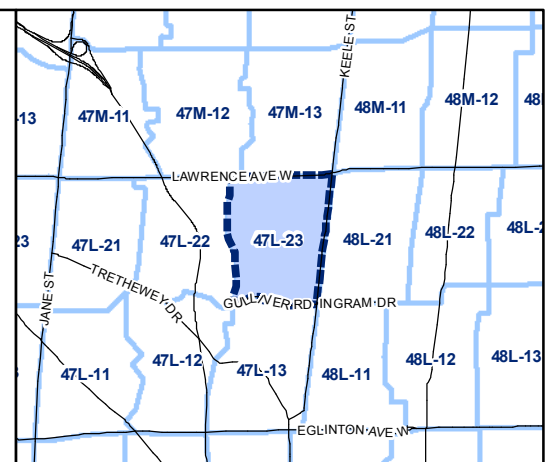 KEELE ST
-13
47M-11
47M-12
47M-13
48M-11
48M-12
48
LAWRENCE AVE W
23
47L-21
47L-22
47L-23
48L-21
48L-22
48L-2
JANE ST
TRETHEWEY DR
GULLIVER RD
INGRAM DR
47L-11
47L-12
47L-13
48L-11
48L-12
48L-13
EGLINTON AVE W